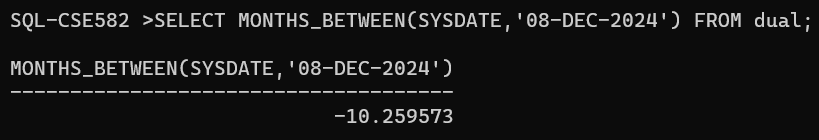 SQL-CSE582 >SELECT MONTHS_BETWEEN(SYSDATE,'08-DEC-2024') FROM dual;
MONTHS_BETWEEN(SYSDATE,'08-DEC-2024')
-------------------------------------
-10.259573